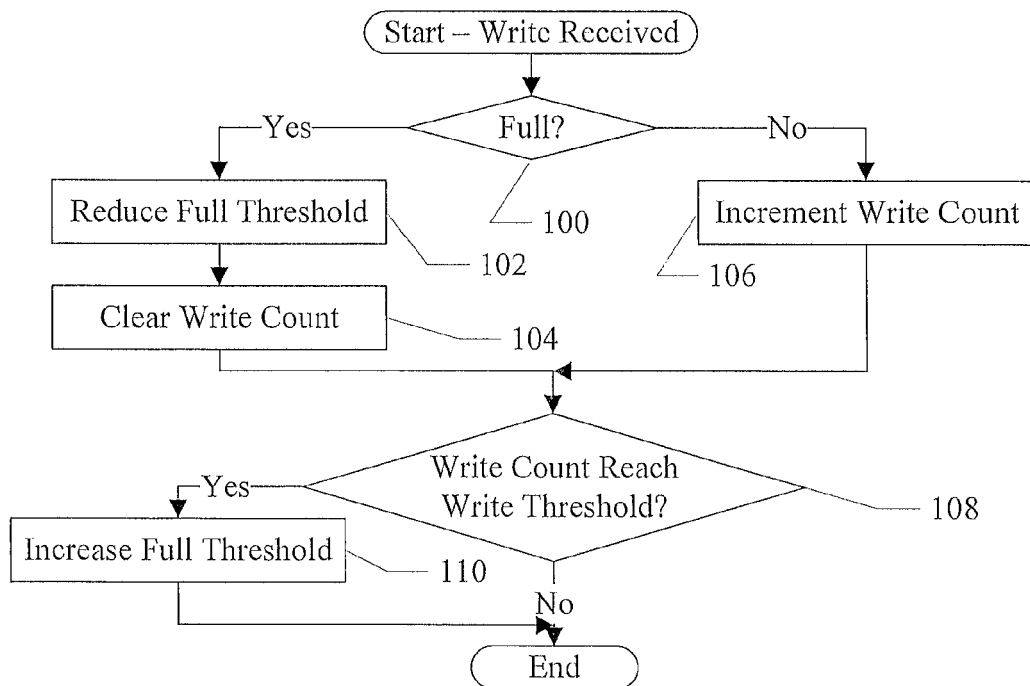 Start – Write Received
Full?
Yes
No
100
Reduce Full Threshold
102
Increment Write Count
106
Clear Write Count
104
Write Count Reach
Write Threshold?
108
Yes
Increase Full Threshold
110
No
End